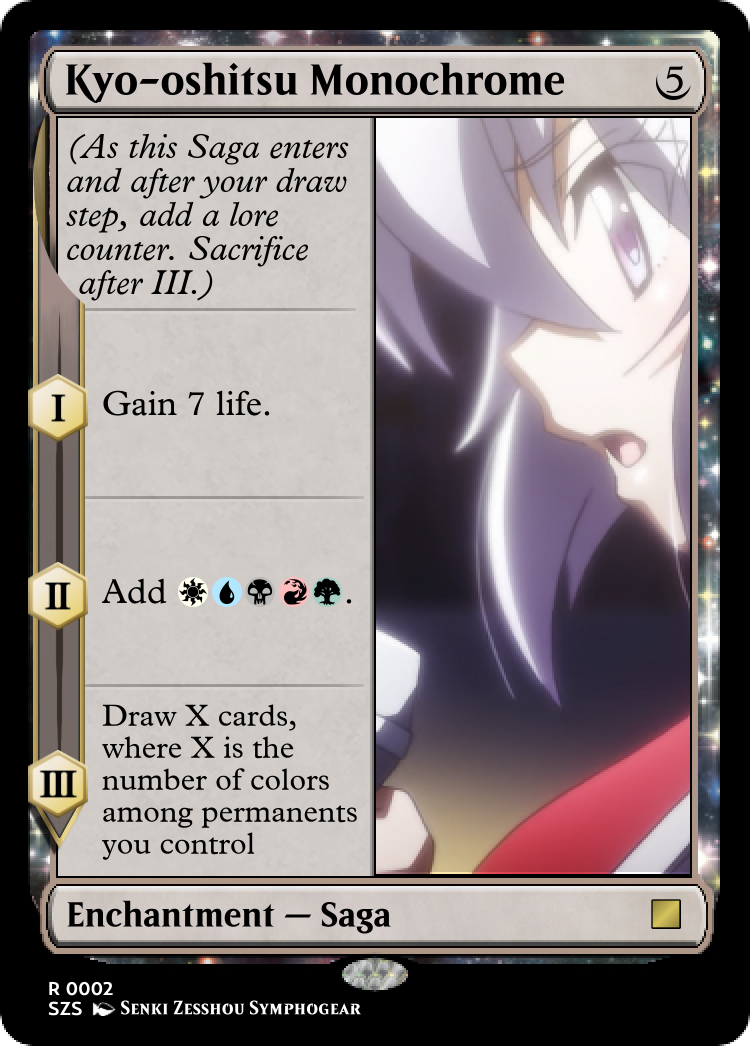 Kyo-oshitsu Monochrome 5
(As this Saga enters
and after your draw
step, add a lore
counter. Sacrifice
after III.)
I Gain 7 life.
II Add .
III Draw X cards,
where X is the
number of colors
among permanents
you control
Enchantment — Saga
R 0002
SZS SENKI ZESSHOU SYMPHOGEAR